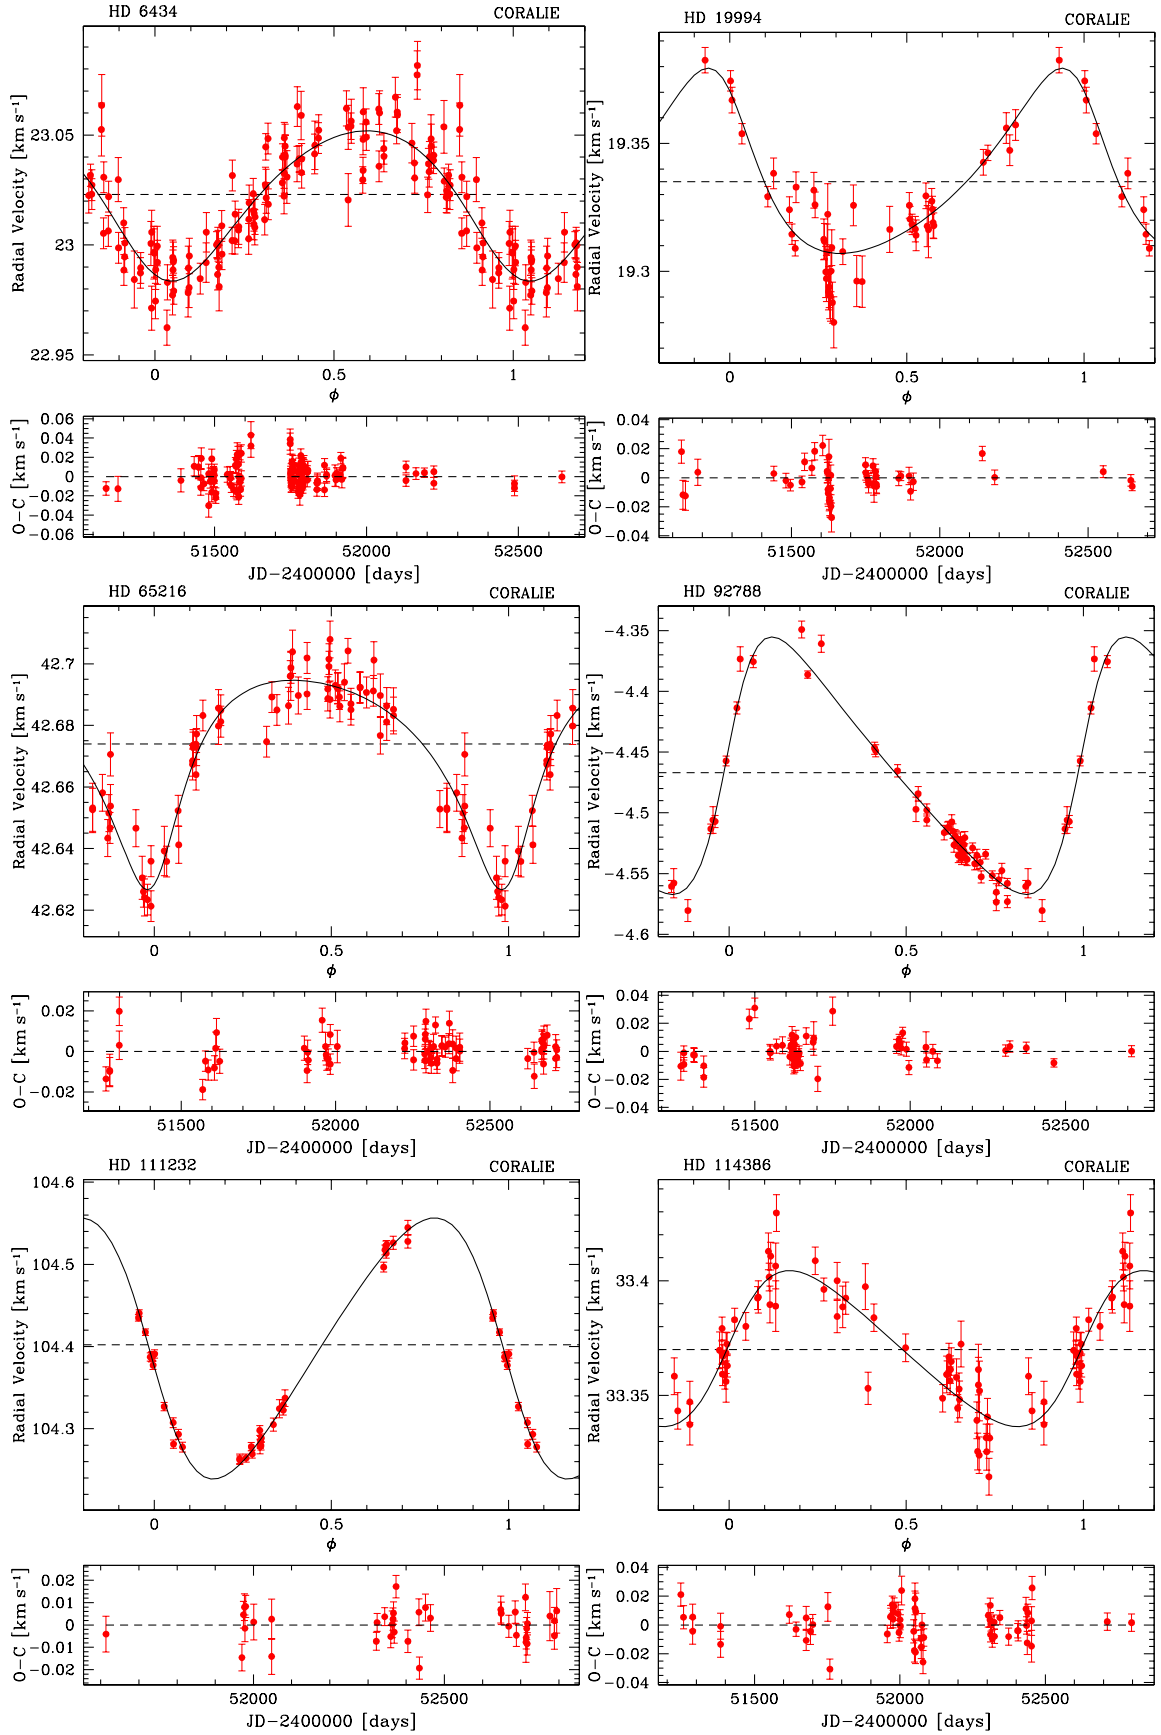 HD 6434 CORALIE
Radial Velocity [km s⁻¹]
23.05
23
22.95
0 0.5 1
ϕ
O−C [km s⁻¹]
0.06
0.04
0.02
0
−0.02
−0.04
−0.06
51500 52000 52500
JD−2400000 [days]
HD 19994 CORALIE
Radial Velocity [km s⁻¹]
19.35
19.3
0 0.5 1
ϕ
O−C [km s⁻¹]
0.04
0.02
0
−0.02
−0.04
51500 52000 52500
JD−2400000 [days]
HD 65216 CORALIE
Radial Velocity [km s⁻¹]
42.7
42.68
42.66
42.64
42.62
0 0.5 1
ϕ
O−C [km s⁻¹]
0.02
0
−0.02
51500 52000 52500
JD−2400000 [days]
HD 92788 CORALIE
Radial Velocity [km s⁻¹]
−4.35
−4.4
−4.45
−4.5
−4.55
−4.6
0 0.5 1
ϕ
O−C [km s⁻¹]
0.04
0.02
0
−0.02
−0.04
51500 52000 52500
JD−2400000 [days]
HD 111232 CORALIE
Radial Velocity [km s⁻¹]
104.6
104.5
104.4
104.3
0 0.5 1
ϕ
O−C [km s⁻¹]
0.02
0.01
0
−0.01
−0.02
52000 52500
JD−2400000 [days]
HD 114386 CORALIE
Radial Velocity [km s⁻¹]
33.4
33.35
0 0.5 1
ϕ
O−C [km s⁻¹]
0.04
0.02
0
−0.02
−0.04
51500 52000 52500
JD−2400000 [days]